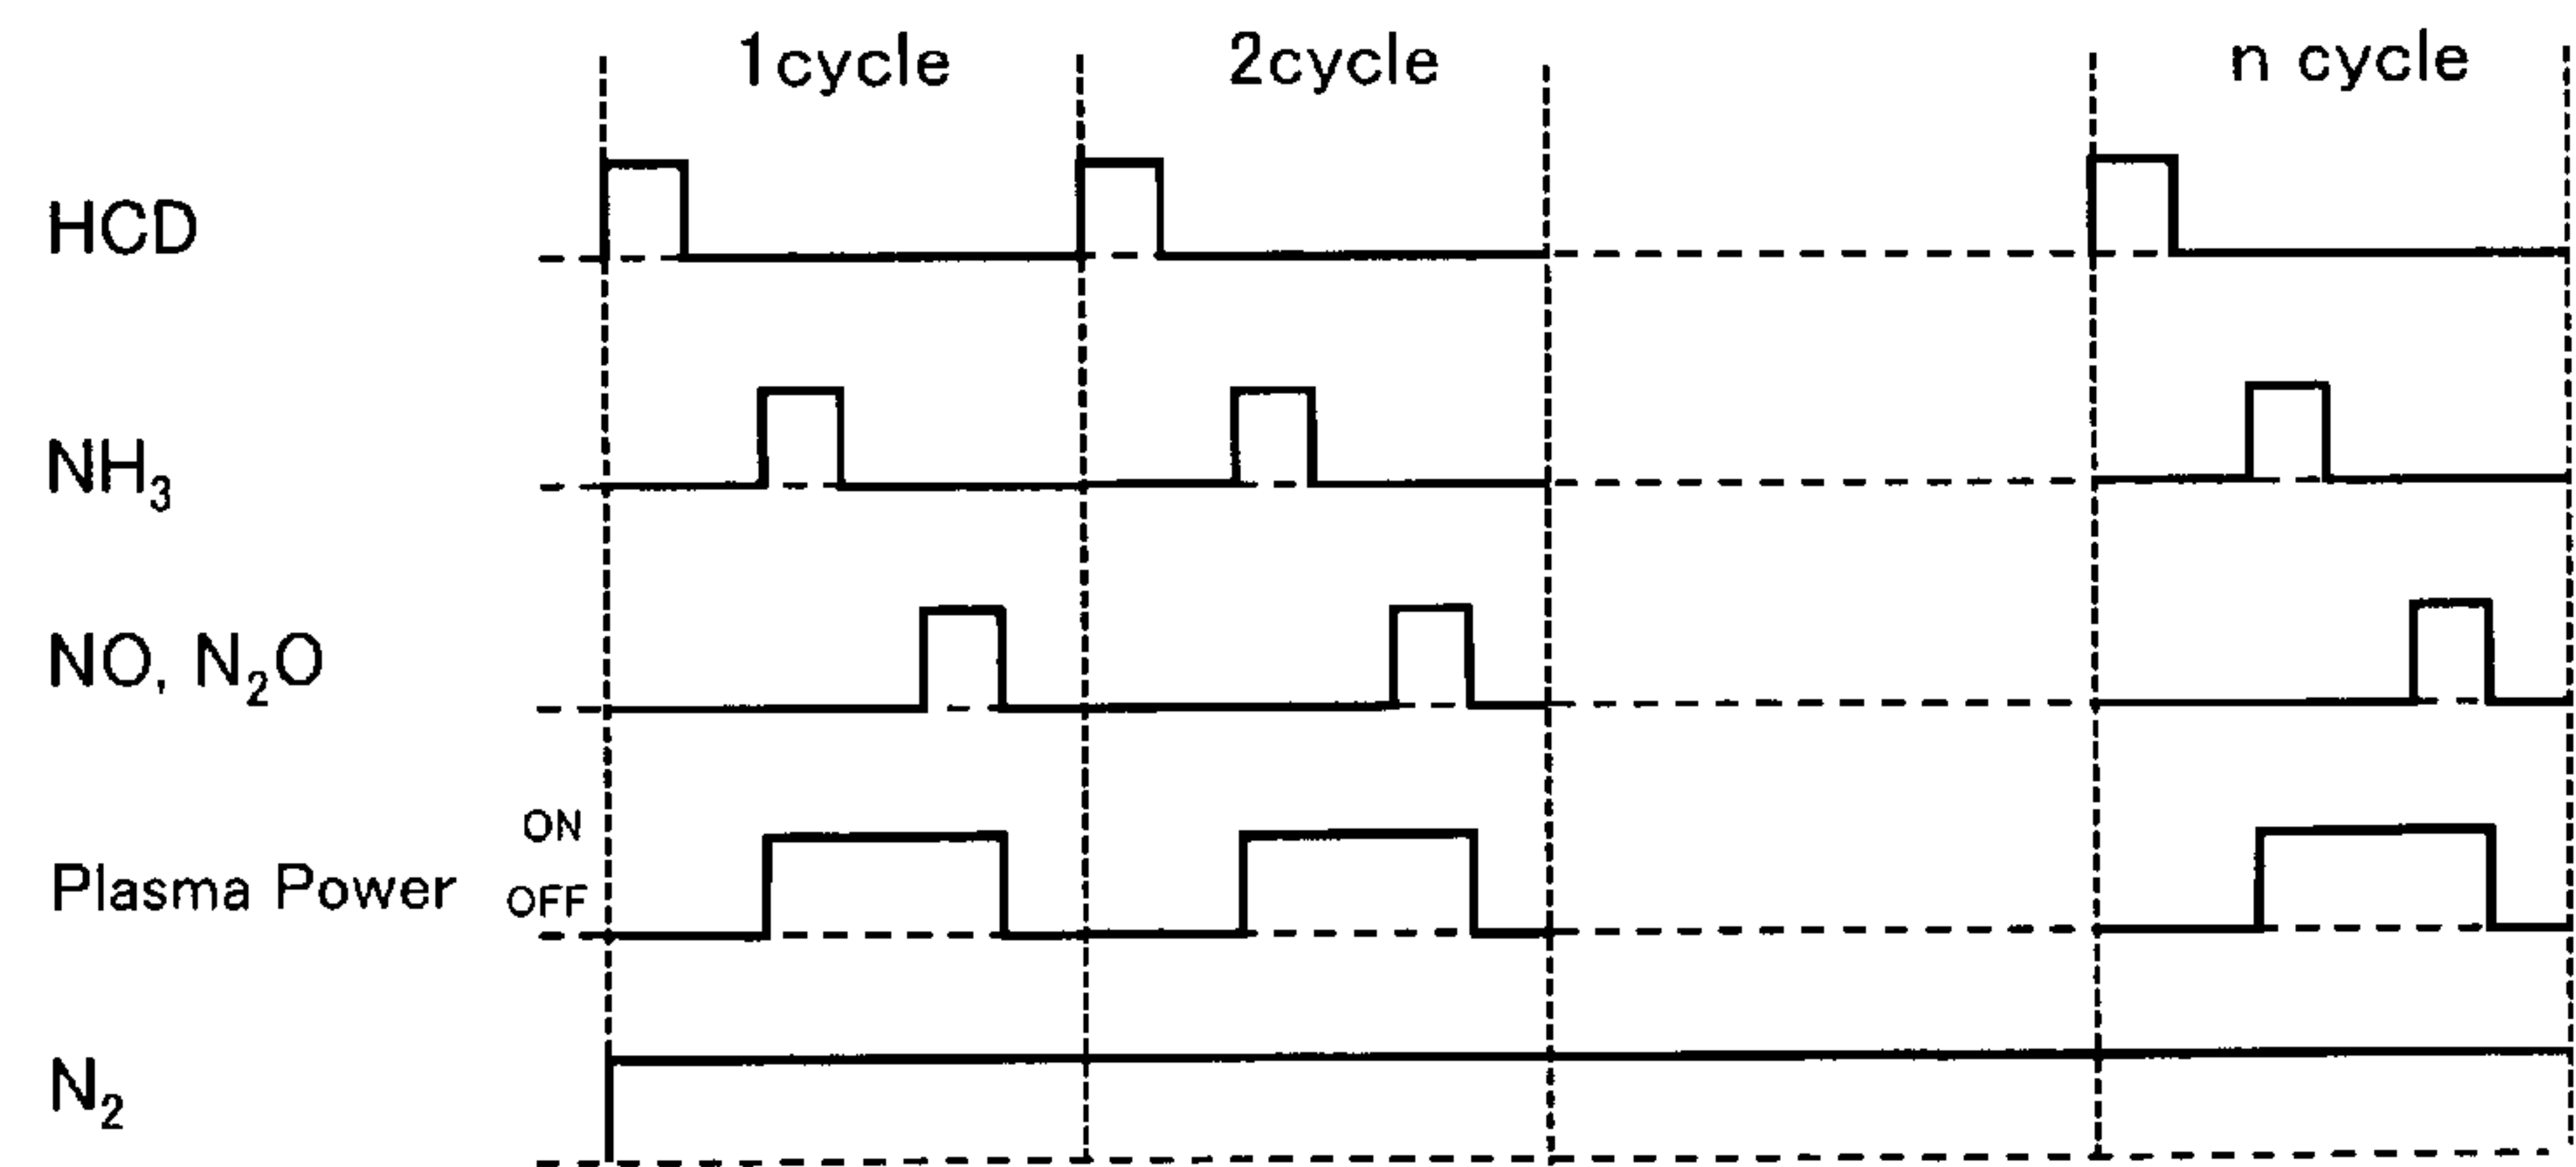 1cycle 2cycle n cycle
HCD
NH₃
NO, N₂O
ON
Plasma Power OFF
N₂